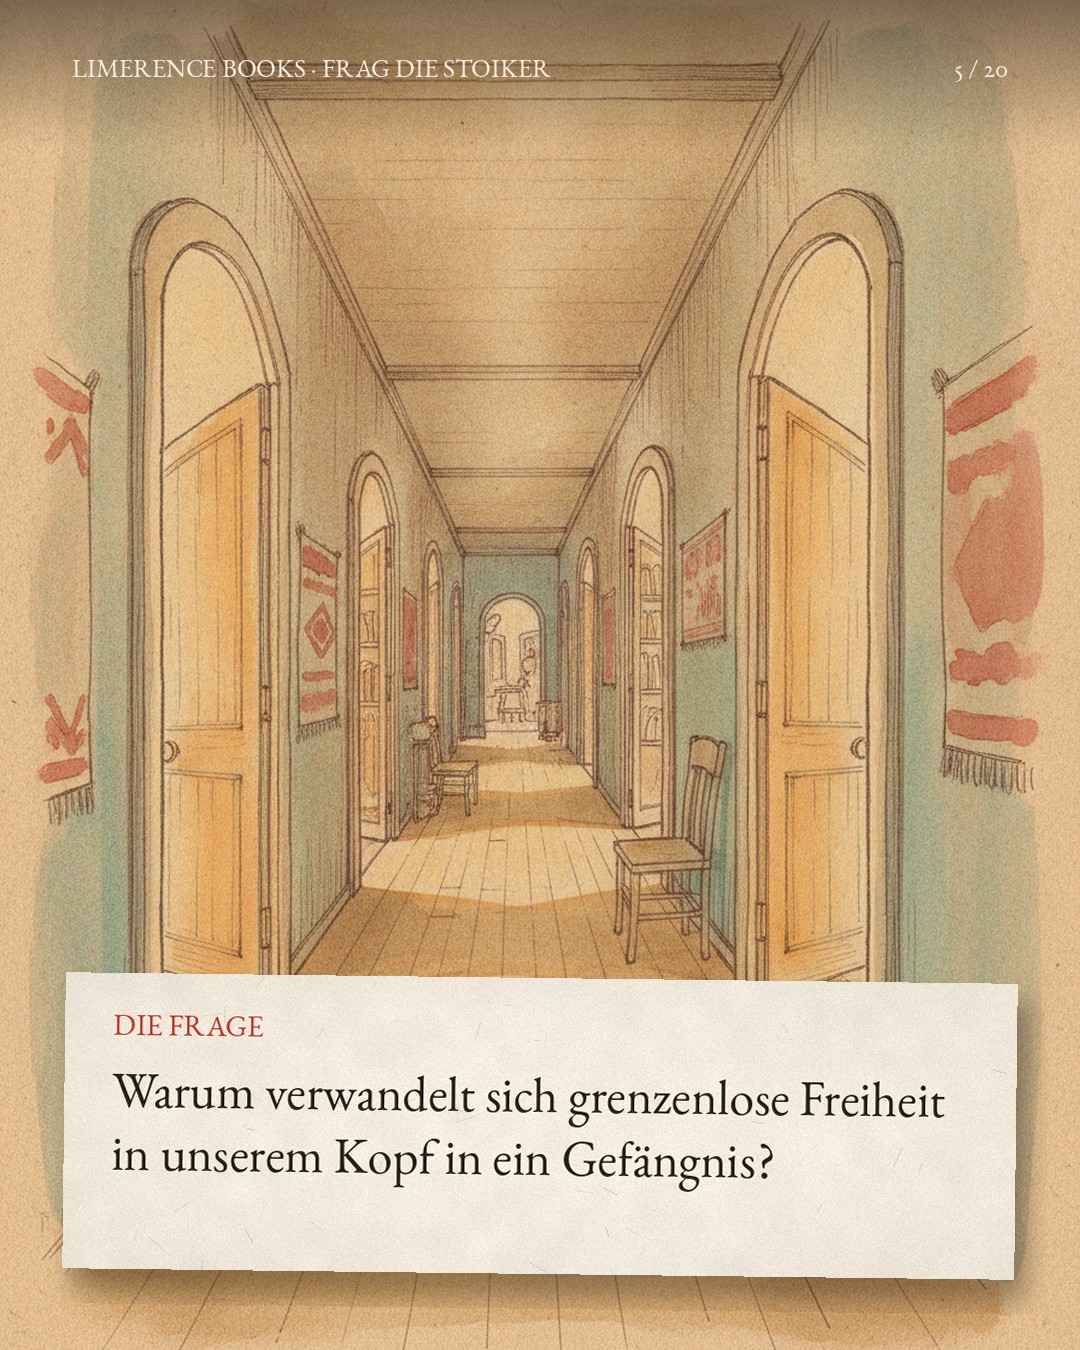 LIMERENCE BOOKS · FRAG DIE STOIKER
5 / 20
DIE FRAGE
Warum verwandelt sich grenzenlose Freiheit
in unserem Kopf in ein Gefängnis?